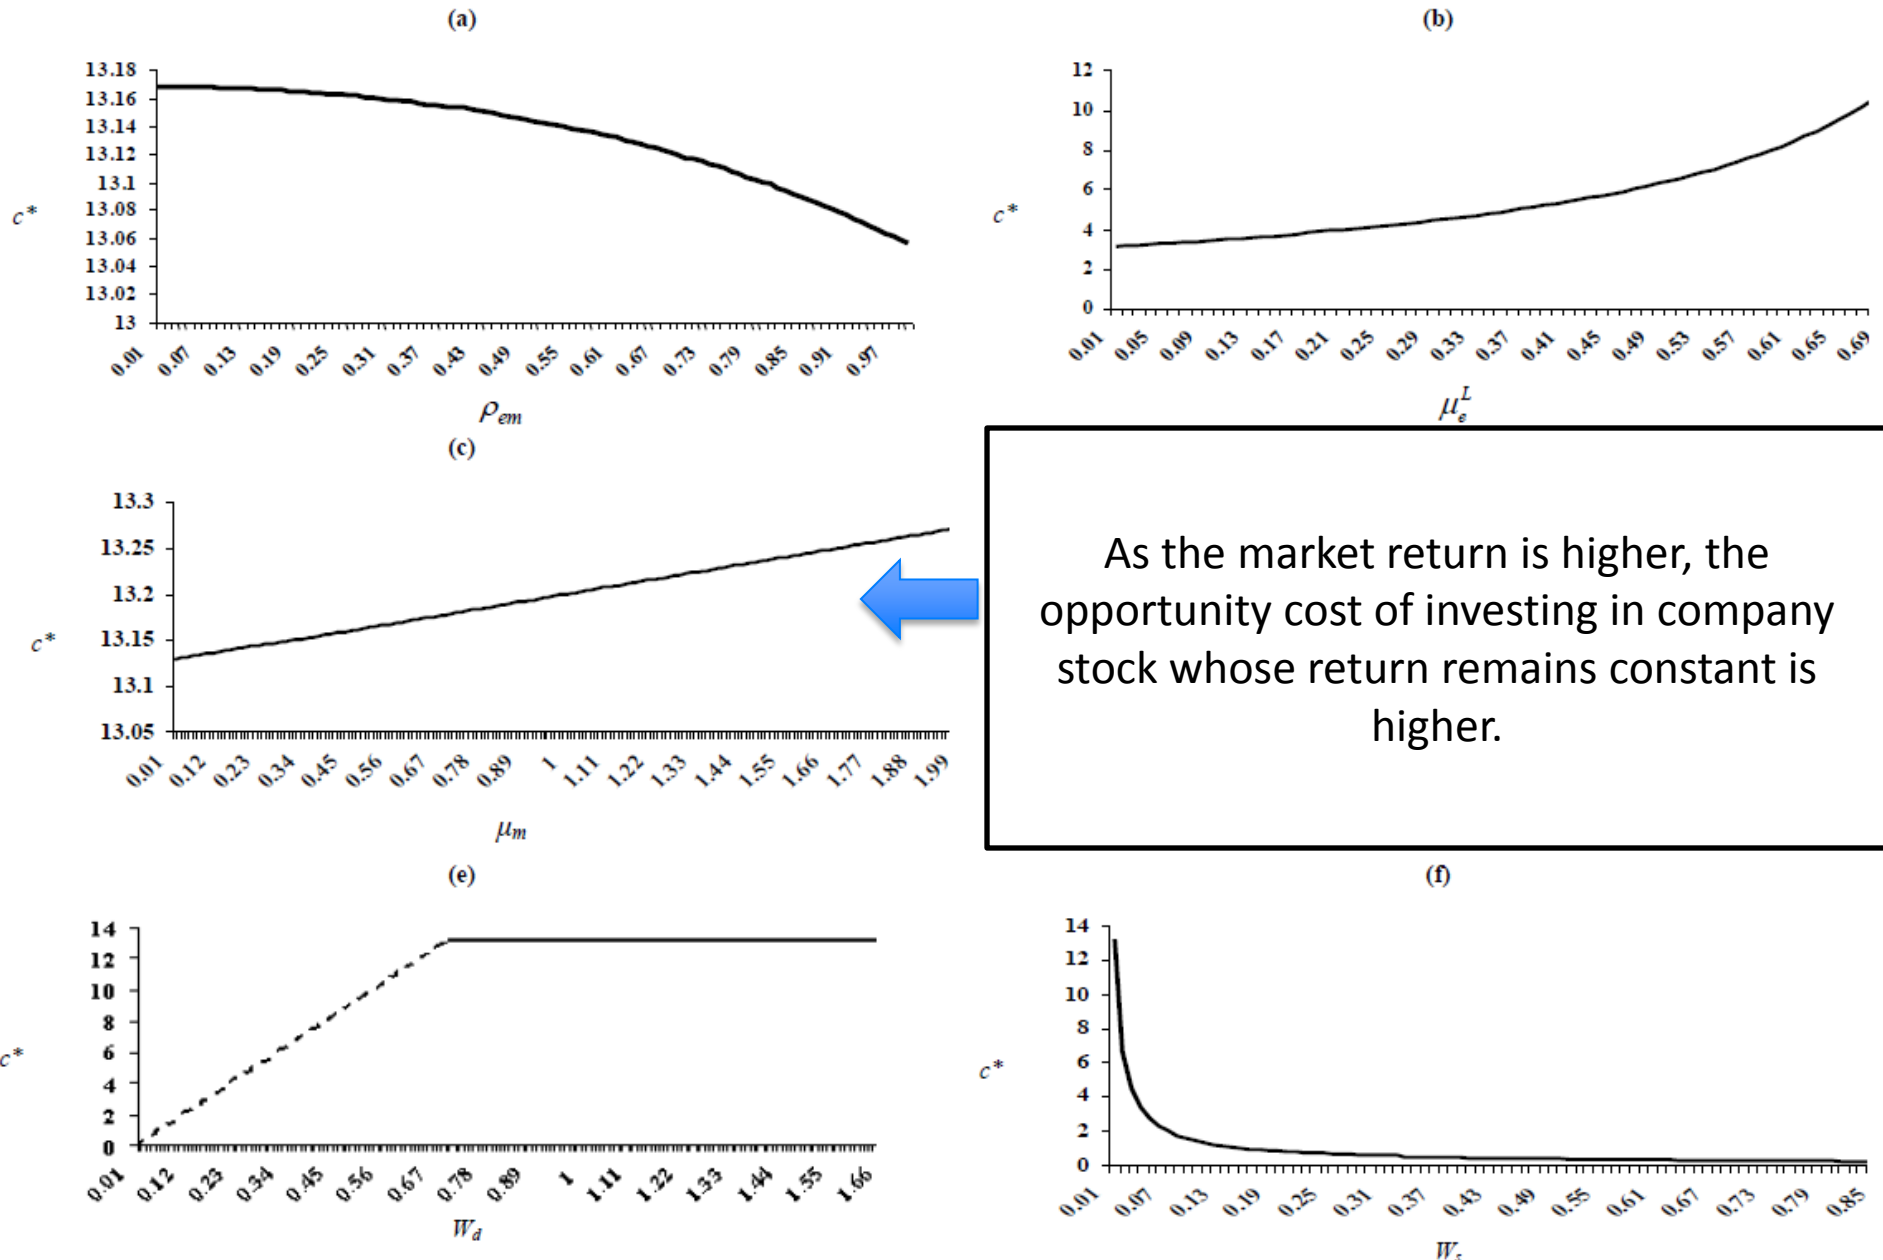 (a)
13.18
13.16
13.14
13.12
13.1
13.08
13.06
13.04
13.02
13
c*
0.01 0.07 0.13 0.19 0.25 0.31 0.37 0.43 0.49 0.55 0.61 0.67 0.73 0.79 0.85 0.91 0.97
ρem
(b)
12
10
8
6
4
2
0
c*
0.01 0.05 0.09 0.13 0.17 0.21 0.25 0.29 0.33 0.37 0.41 0.45 0.49 0.53 0.57 0.61 0.65 0.69
μeL
(c)
13.3
13.25
13.2
13.15
13.1
13.05
c*
0.01 0.12 0.23 0.34 0.45 0.56 0.67 0.78 0.89 1 1.11 1.22 1.33 1.44 1.55 1.66 1.77 1.88 1.99
μm
As the market return is higher, the
opportunity cost of investing in company
stock whose return remains constant is
higher.
(e)
14
12
10
8
6
4
2
0
c*
0.01 0.12 0.23 0.34 0.45 0.56 0.67 0.78 0.89 1 1.11 1.22 1.33 1.44 1.55 1.66
Wd
(f)
14
12
10
8
6
4
2
0
c*
0.01 0.07 0.13 0.19 0.25 0.31 0.37 0.43 0.49 0.55 0.61 0.67 0.73 0.79 0.85